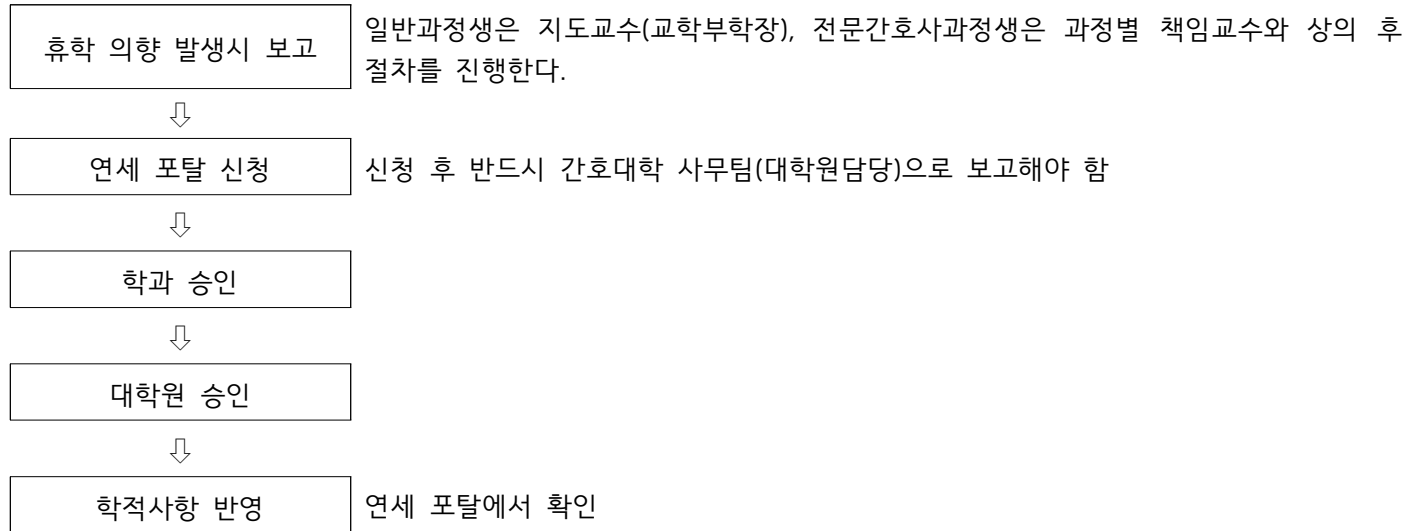 휴학 의향 발생시 보고
일반과정생은 지도교수(교학부학장), 전문간호사과정생은 과정별 책임교수와 상의 후
절차를 진행한다.
⇩
연세 포탈 신청
신청 후 반드시 간호대학 사무팀(대학원담당)으로 보고해야 함
⇩
학과 승인
⇩
대학원 승인
⇩
학적사항 반영
연세 포탈에서 확인